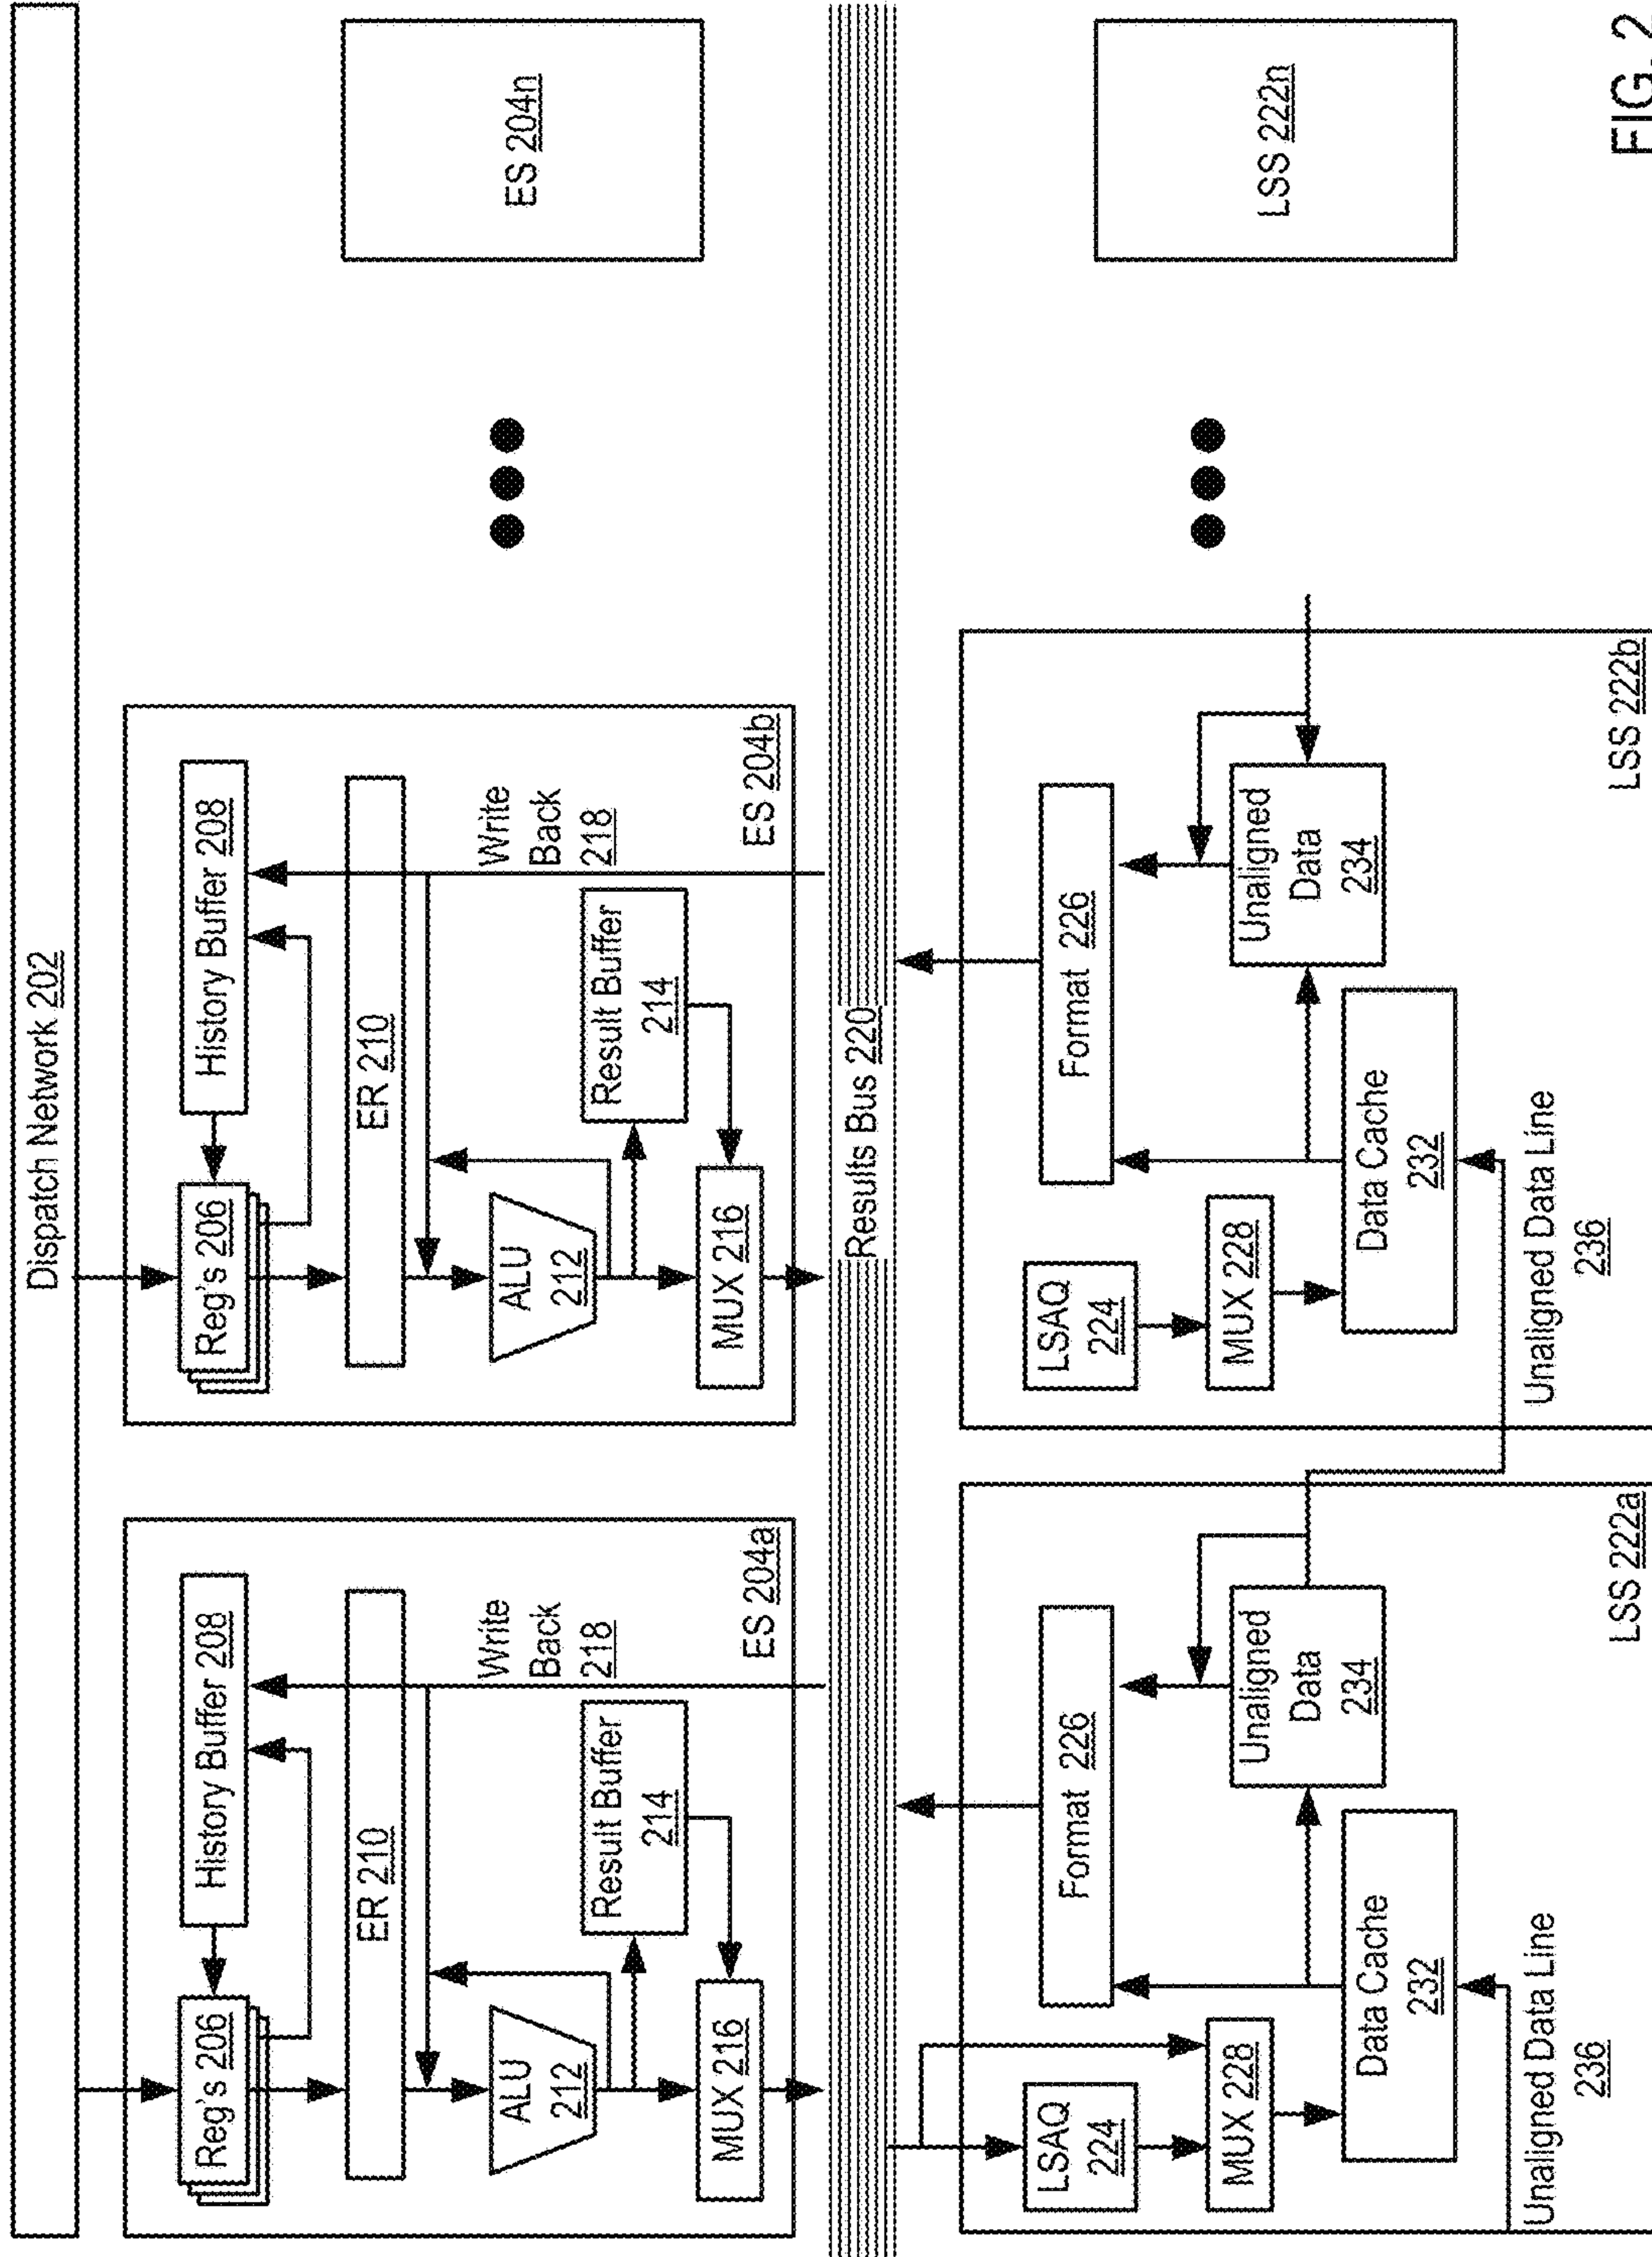 Dispatch Network 202
Reg's 206
History Buffer 208
ER 210
ALU
212
Write
Back
218
Result Buffer
214
MUX 216
ES 204a
Reg's 206
History Buffer 208
ER 210
ALU
212
Write
Back
218
Result Buffer
214
MUX 216
ES 204b
ES 204n
Results Bus 220
LSAQ
224
MUX 228
Format 226
Data Cache
232
Unaligned
Data
234
Unaligned Data Line
236
LSS 222a
LSAQ
224
MUX 228
Format 226
Data Cache
232
Unaligned
Data
234
Unaligned Data Line
236
LSS 222b
LSS 222n
FIG. 2